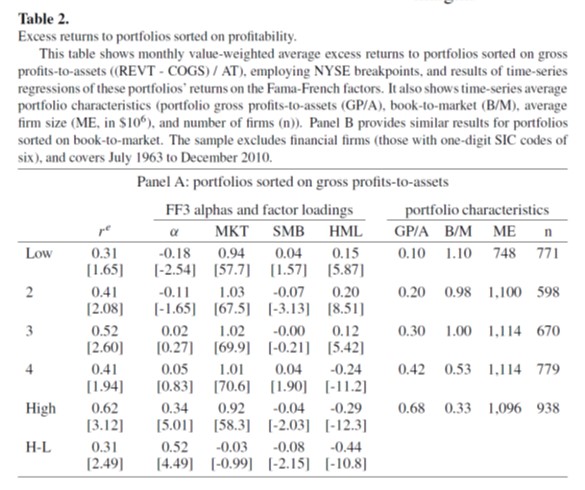 Table 2.
Excess returns to portfolios sorted on profitability.
This table shows monthly value-weighted average excess returns to portfolios sorted on gross
profits-to-assets ((REVT - COGS) / AT), employing NYSE breakpoints, and results of time-series
regressions of these portfolios' returns on the Fama-French factors. It also shows time-series average
portfolio characteristics (portfolio gross profits-to-assets (GP/A), book-to-market (B/M), average
firm size (ME, in $10⁶), and number of firms (n)). Panel B provides similar results for portfolios
sorted on book-to-market. The sample excludes financial firms (those with one-digit SIC codes of
six), and covers July 1963 to December 2010.
Panel A: portfolios sorted on gross profits-to-assets
FF3 alphas and factor loadings portfolio characteristics
rᵉ α MKT SMB HML GP/A B/M ME n
Low 0.31 -0.18 0.94 0.04 0.15 0.10 1.10 748 771
[1.65] [-2.54] [57.7] [1.57] [5.87]
2 0.41 -0.11 1.03 -0.07 0.20 0.20 0.98 1,100 598
[2.08] [-1.65] [67.5] [-3.13] [8.51]
3 0.52 0.02 1.02 -0.00 0.12 0.30 1.00 1,114 670
[2.60] [0.27] [69.9] [-0.21] [5.42]
4 0.41 0.05 1.01 0.04 -0.24 0.42 0.53 1,114 779
[1.94] [0.83] [70.6] [1.90] [-11.2]
High 0.62 0.34 0.92 -0.04 -0.29 0.68 0.33 1,096 938
[3.12] [5.01] [58.3] [-2.03] [-12.3]
H-L 0.31 0.52 -0.03 -0.08 -0.44
[2.49] [4.49] [-0.99] [-2.15] [-10.8]